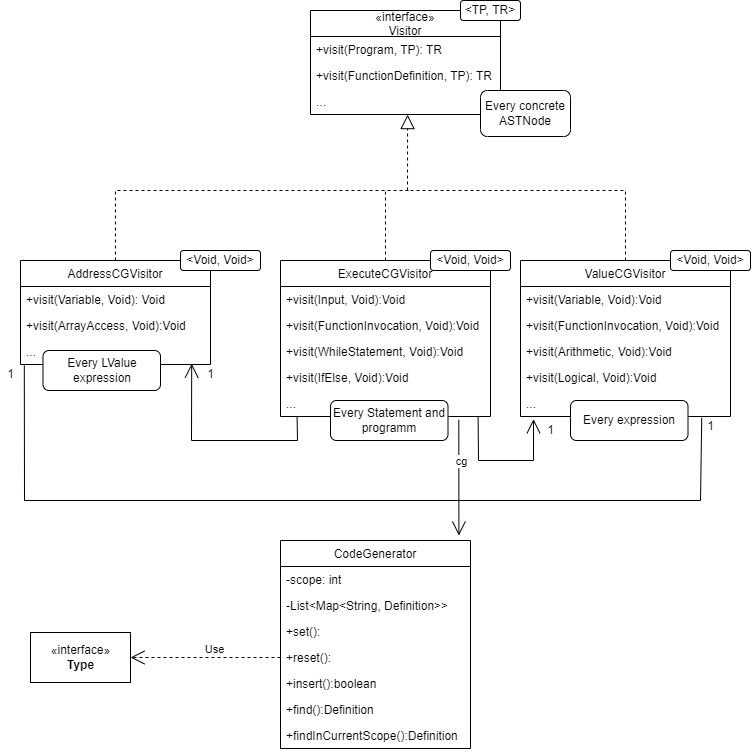 <TP, TR>
«interface»
Visitor
+visit(Program, TP): TR
+visit(FunctionDefinition, TP): TR
...
Every concrete
ASTNode
<Void, Void>
AddressCGVisitor
+visit(Variable, Void): Void
+visit(ArrayAccess, Void):Void
...
Every LValue
expression
1
1
<Void, Void>
ExecuteCGVisitor
+visit(Input, Void):Void
+visit(FunctionInvocation, Void):Void
+visit(WhileStatement, Void):Void
+visit(IfElse, Void):Void
...
Every Statement and
programm
<Void, Void>
ValueCGVisitor
+visit(Variable, Void):Void
+visit(FunctionInvocation, Void):Void
+visit(Arithmetic, Void):Void
+visit(Logical, Void):Void
...
Every expression
1
1
cg
CodeGenerator
-scope: int
-List<Map<String, Definition>>
+set():
+reset():
+insert():boolean
+find():Definition
+findInCurrentScope():Definition
Use
«interface»
Type